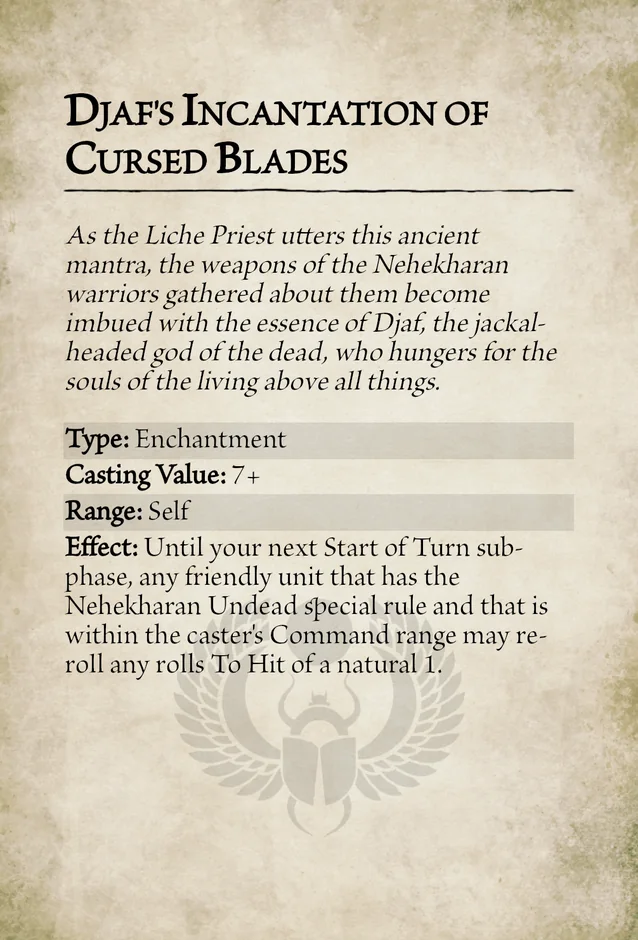 Djaf's Incantation of
Cursed Blades
As the Liche Priest utters this ancient
mantra, the weapons of the Nehekharan
warriors gathered about them become
imbued with the essence of Djaf, the jackal-
headed god of the dead, who hungers for the
souls of the living above all things.
Type: Enchantment
Casting Value: 7+
Range: Self
Effect: Until your next Start of Turn sub-
phase, any friendly unit that has the
Nehekharan Undead special rule and that is
within the caster's Command range may re-
roll any rolls To Hit of a natural 1.